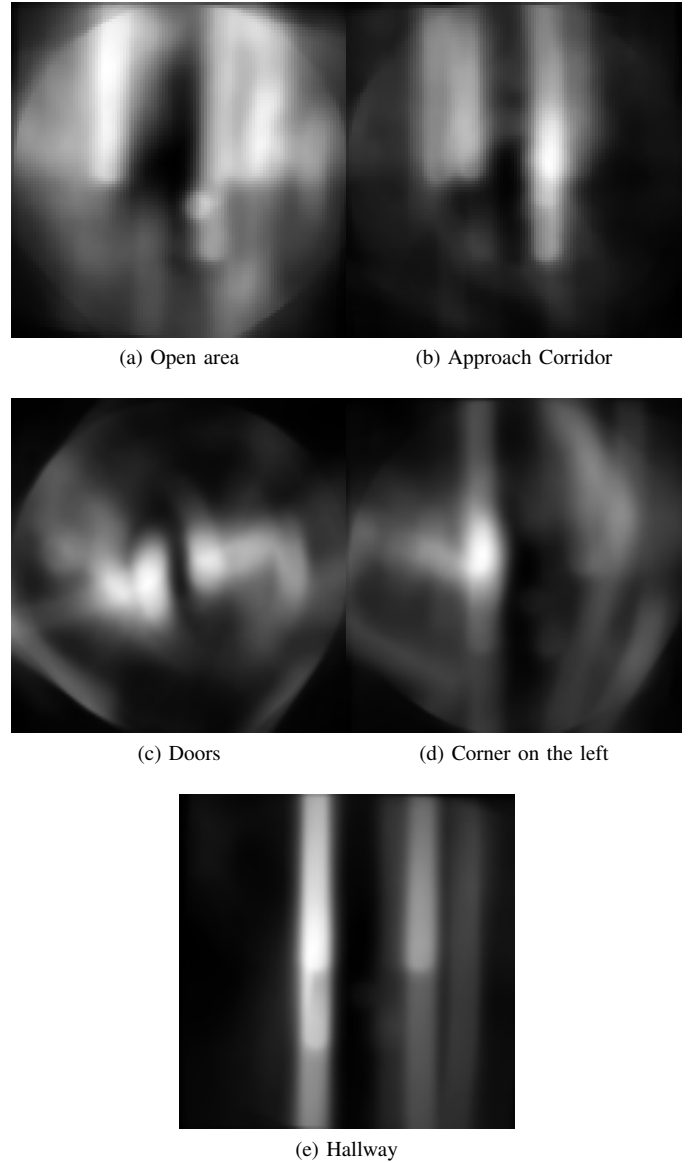 (a) Open area
(b) Approach Corridor
(c) Doors
(d) Corner on the left
(e) Hallway